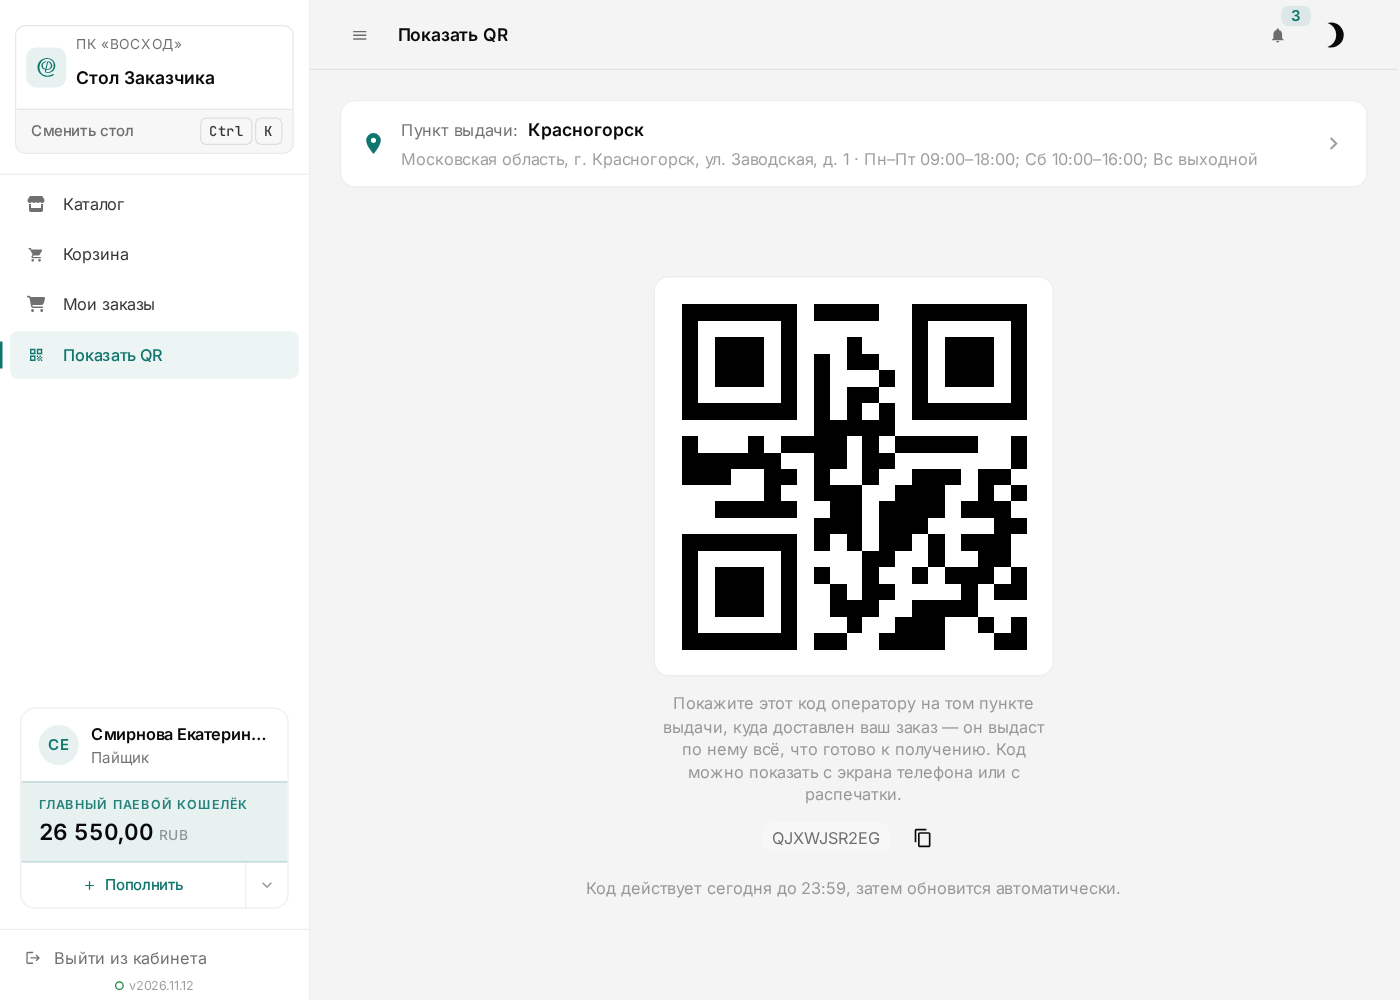 ПК «ВОСХОД»
Стол Заказчика
Сменить стол Ctrl K
Каталог
Корзина
Мои заказы
Показать QR
СЕ
Смирнова Екатерин...
Пайщик
ГЛАВНЫЙ ПАЕВОЙ КОШЕЛЁК
26 550,00 RUB
+ Пополнить
Выйти из кабинета
v2026.11.12
Показать QR
3
Пункт выдачи: Красногорск
Московская область, г. Красногорск, ул. Заводская, д. 1 · Пн–Пт 09:00–18:00; Сб 10:00–16:00; Вс выходной
Покажите этот код оператору на том пункте
выдачи, куда доставлен ваш заказ — он выдаст
по нему всё, что готово к получению. Код
можно показать с экрана телефона или с
распечатки.
QJXWJSR2EG
Код действует сегодня до 23:59, затем обновится автоматически.